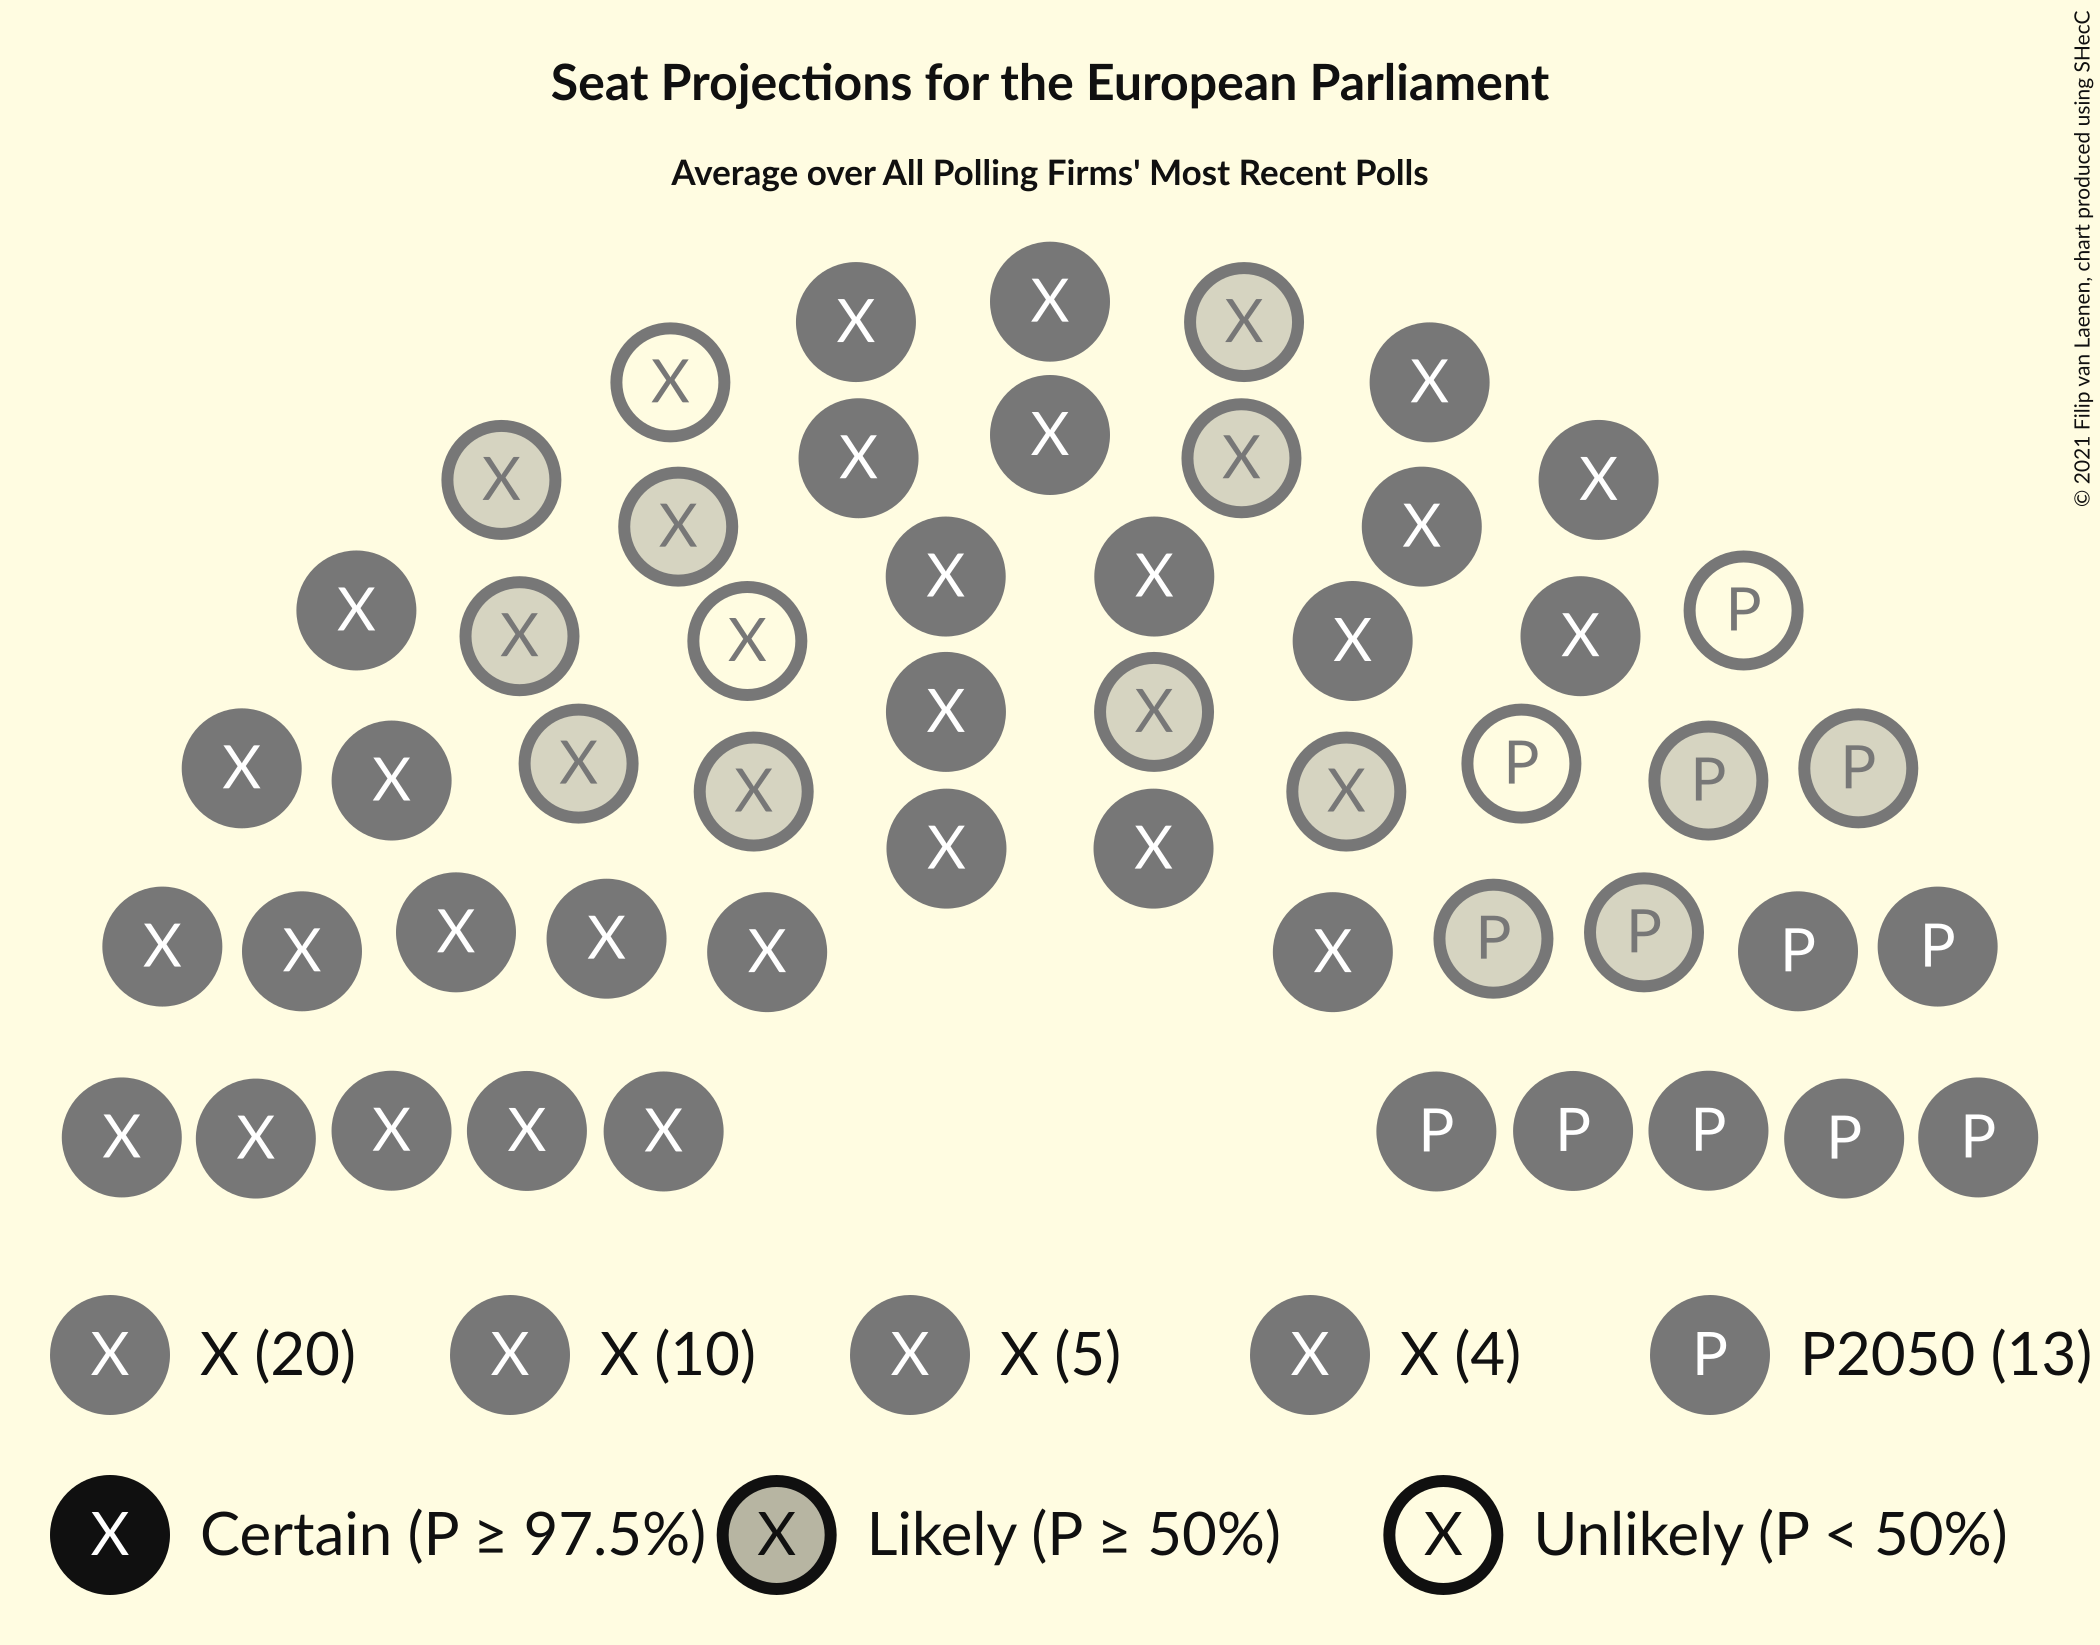 Seat Projections for the European Parliament
Average over All Polling Firms' Most Recent Polls
© 2021 Filip van Laenen, chart produced using SHecC
X X X X X
X X X X
X X X X
X X X X
X X X X P
X X X X X P P P
X X X X X X P P P P
X X X X X X P P P P
X X X X X P P P P P
X X (20) X X (10) X X (5) X X (4) P P2050 (13)
X Certain (P ≥ 97.5%) X Likely (P ≥ 50%) X Unlikely (P < 50%)